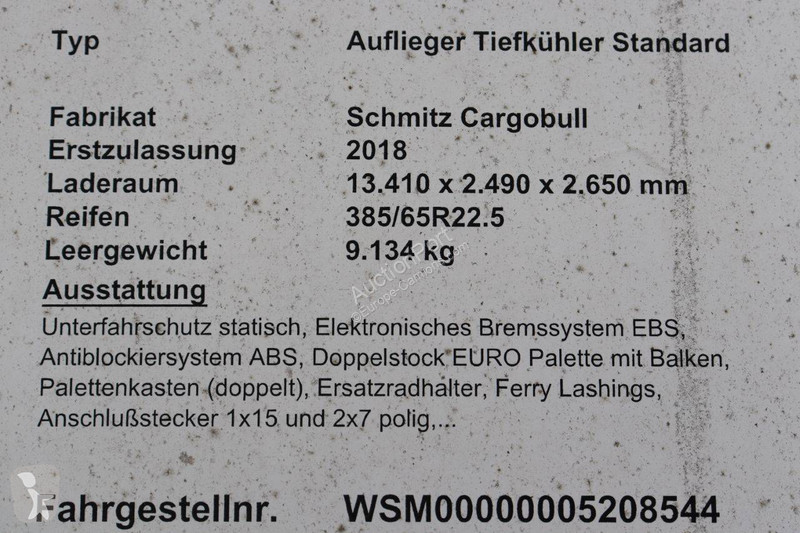 Typ Auflieger Tiefkühler Standard
Fabrikat Schmitz Cargobull
Erstzulassung 2018
Laderaum 13.410 x 2.490 x 2.650 mm
Reifen 385/65R22.5
Leergewicht 9.134 kg
Ausstattung
Unterfahrschutz statisch, Elektronisches Bremssystem EBS,
Antiblockiersystem ABS, Doppelstock EURO Palette mit Balken,
Palettenkasten (doppelt), Ersatzradhalter, Ferry Lashings,
Anschlußstecker 1x15 und 2x7 polig,...
Fahrgestellnr. WSM00000005208544